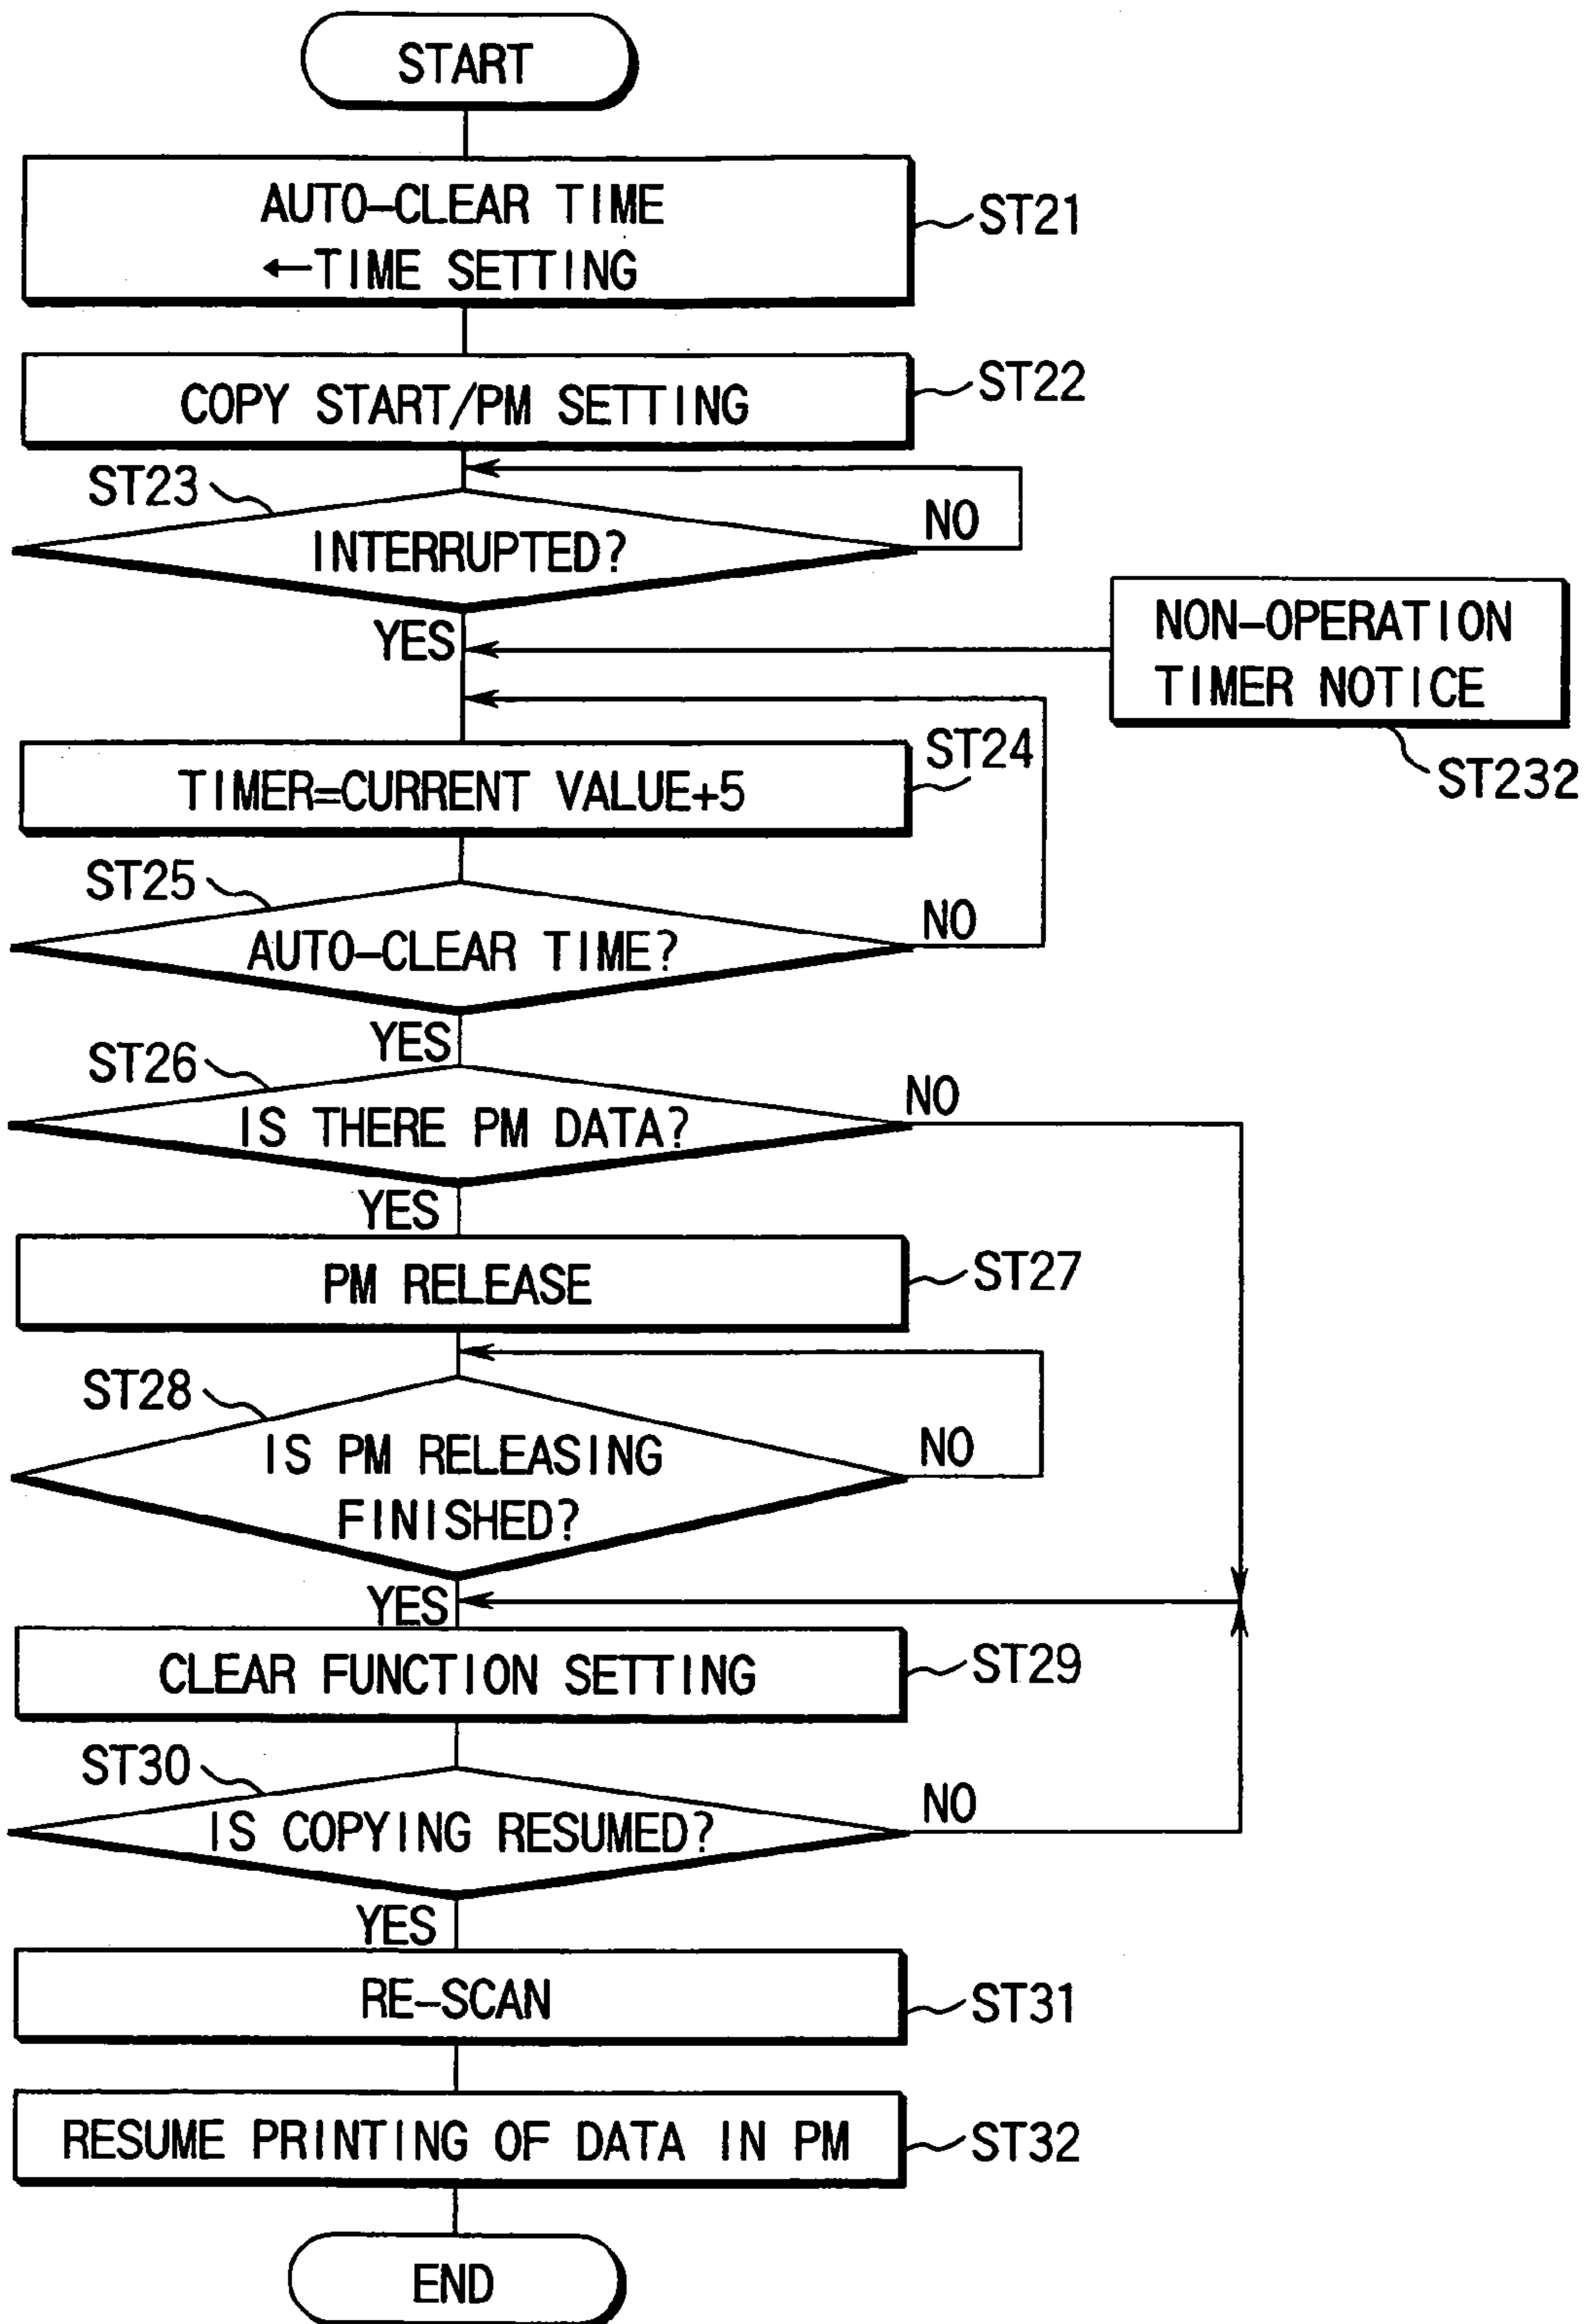 START
AUTO-CLEAR TIME
←TIME SETTING
ST21
COPY START/PM SETTING
ST22
ST23
INTERRUPTED?
NO
YES
NON-OPERATION
TIMER NOTICE
ST232
TIMER=CURRENT VALUE+5
ST24
ST25
AUTO-CLEAR TIME?
NO
YES
ST26
IS THERE PM DATA?
NO
YES
PM RELEASE
ST27
ST28
IS PM RELEASING
FINISHED?
NO
YES
CLEAR FUNCTION SETTING
ST29
ST30
IS COPYING RESUMED?
NO
YES
RE-SCAN
ST31
RESUME PRINTING OF DATA IN PM
ST32
END